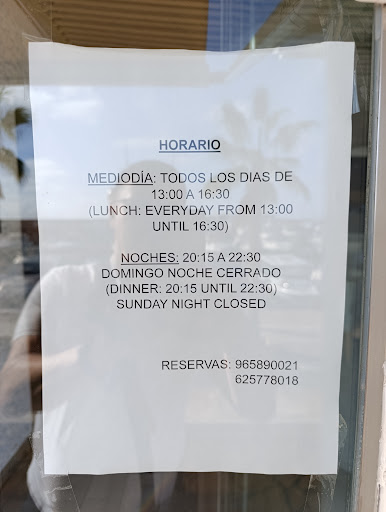 HORARIO
MEDIODÍA: TODOS LOS DIAS DE
13:00 A 16:30
(LUNCH: EVERYDAY FROM 13:00
UNTIL 16:30)
NOCHES: 20:15 A 22:30
DOMINGO NOCHE CERRADO
(DINNER: 20:15 UNTIL 22:30)
SUNDAY NIGHT CLOSED
RESERVAS: 965890021
625778018